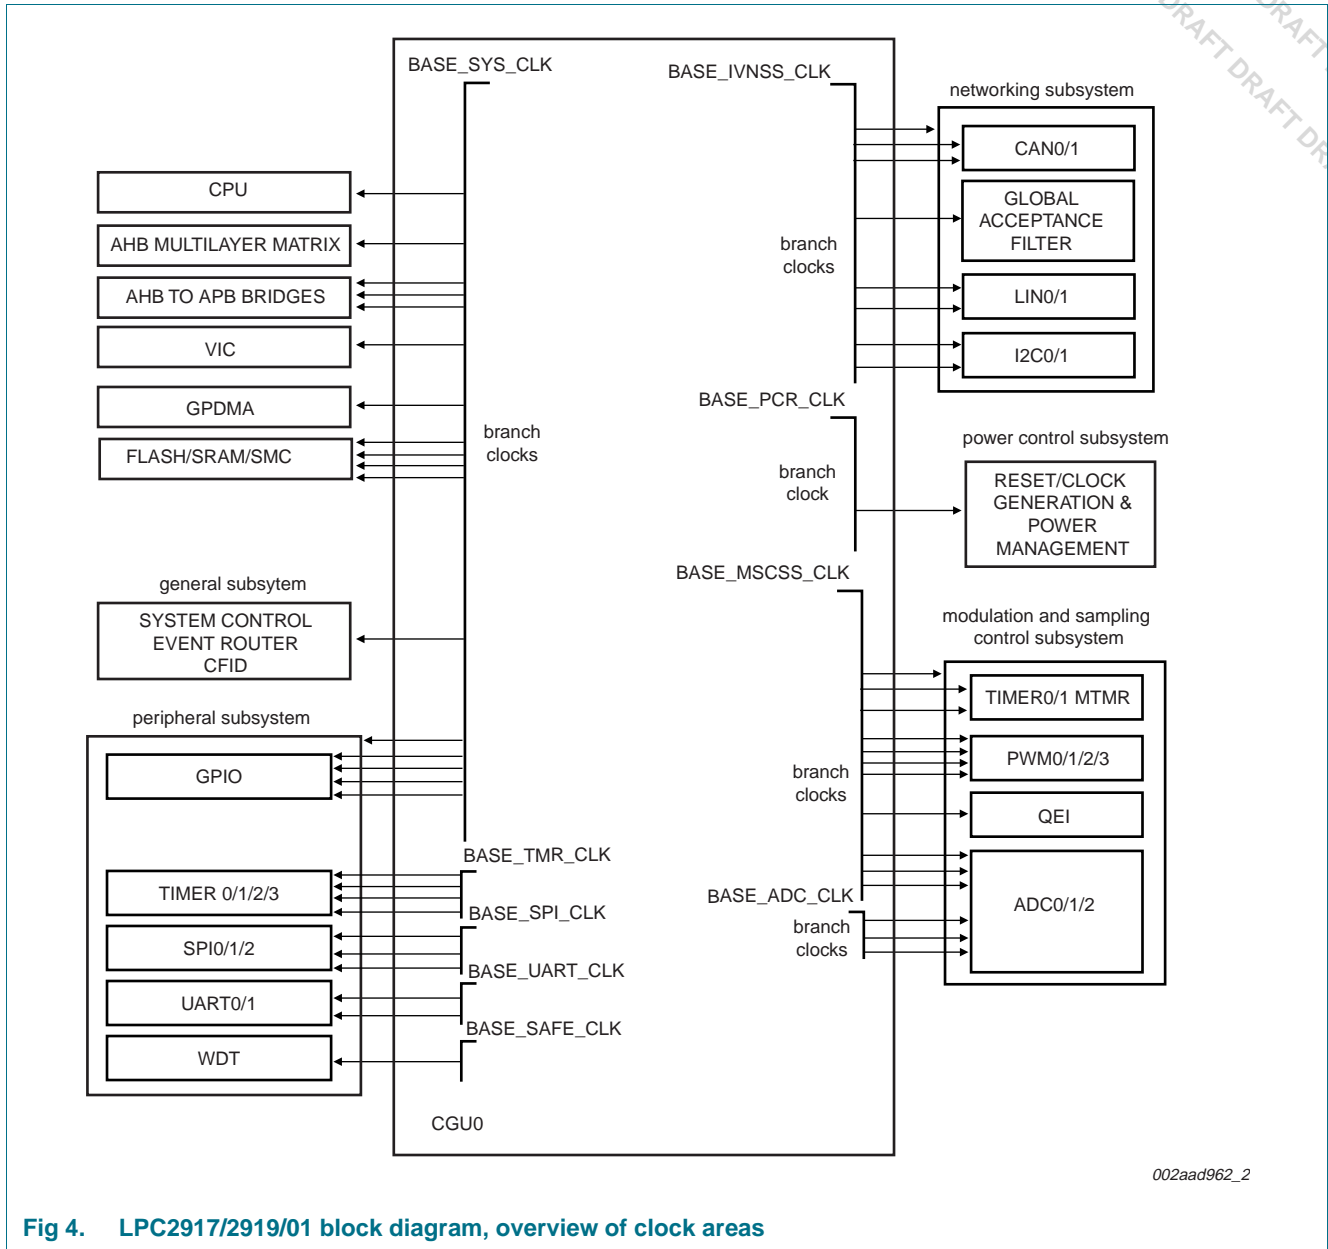 DRAFT
DRAFT DRAFT DRA
BASE_SYS_CLK
BASE_IVNSS_CLK
networking subsystem
CAN0/1
GLOBAL
ACCEPTANCE
FILTER
LIN0/1
I2C0/1
branch
clocks
CPU
AHB MULTILAYER MATRIX
AHB TO APB BRIDGES
VIC
GPDMA
FLASH/SRAM/SMC
branch
clocks
BASE_PCR_CLK
branch
clock
power control subsystem
RESET/CLOCK
GENERATION &
POWER
MANAGEMENT
general subsytem
SYSTEM CONTROL
EVENT ROUTER
CFID
BASE_MSCSS_CLK
modulation and sampling
control subsystem
TIMER0/1 MTMR
PWM0/1/2/3
QEI
ADC0/1/2
branch
clocks
peripheral subsystem
GPIO
BASE_TMR_CLK
TIMER 0/1/2/3
BASE_SPI_CLK
SPI0/1/2
BASE_UART_CLK
UART0/1
BASE_SAFE_CLK
WDT
BASE_ADC_CLK
branch
clocks
CGU0
002aad962_2
Fig 4. LPC2917/2919/01 block diagram, overview of clock areas